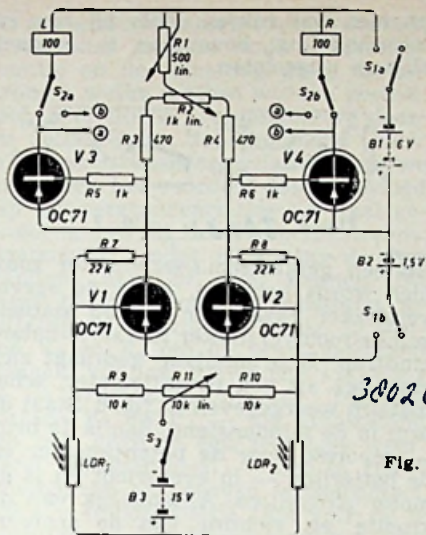 L
R
100
100
R1
500
lin.
S2a
S2b
S1a
R2
1k lin.
ⓑ
ⓐ
ⓑ
ⓐ
R3
470
R4
470
B1 6V
V3
V4
R5 1k
R6 1k
OC71
OC71
R7
22k
R8
22k
B2 1,5V
V1
V2
OC71
OC71
S1b
R9
10k
R11
10k lin.
R10
10k
S3
LDR1
LDR2
B3 15V
Fig.